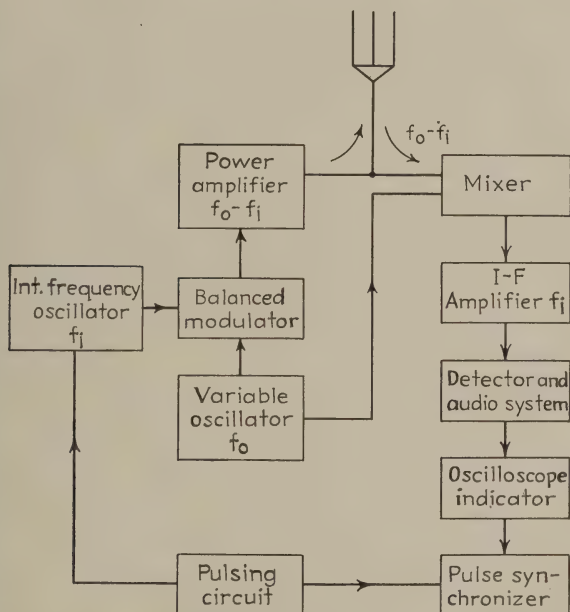 f₀-fᵢ
Power
amplifier
f₀-fᵢ
Mixer
Int. frequency
oscillator
fᵢ
Balanced
modulator
I-F
Amplifier fᵢ
Variable
oscillator
f₀
Detector and
audio system
Oscilloscope
indicator
Pulsing
circuit
Pulse syn-
chronizer